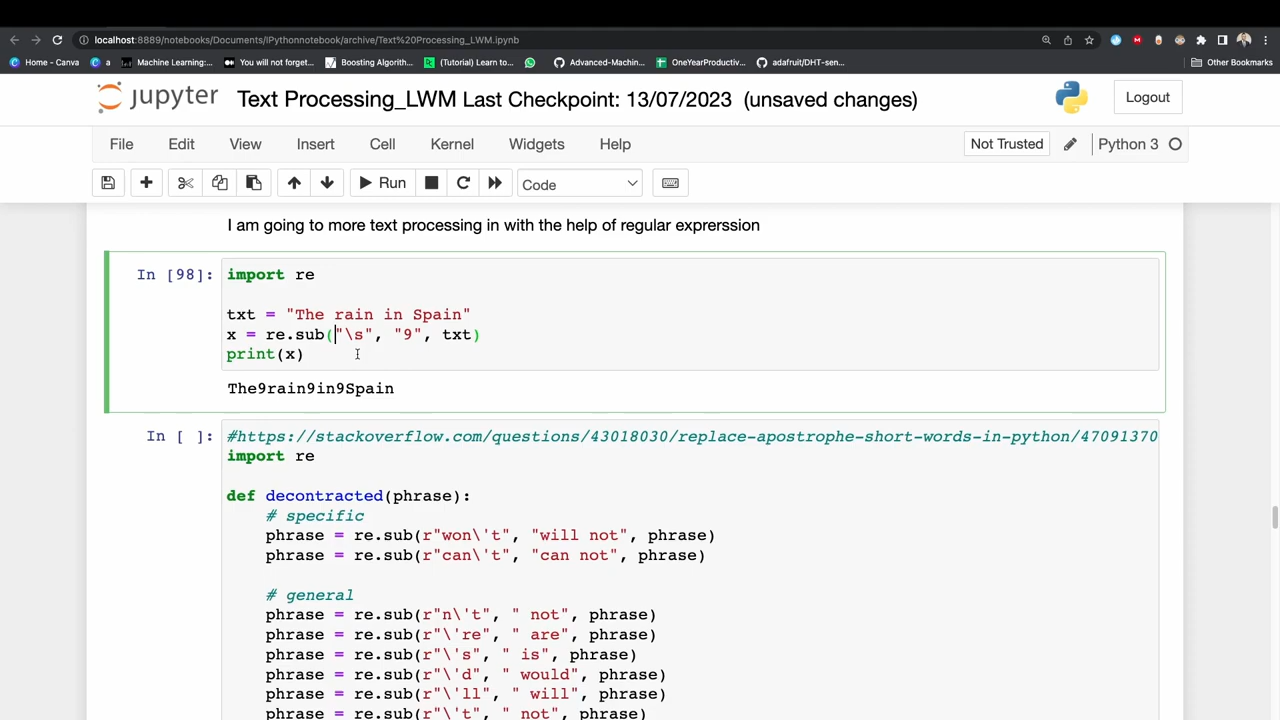 localhost:8889/notebooks/Documents/IPythonnotebook/archive/Text%20Processing_LWM.ipynb
Home - Canva a Machine Learning:... You will not forget... Boosting Algorith... (Tutorial) Learn to... Advanced-Machin... OneYearProductiv... adafruit/DHT-sen... Other Bookmarks
jupyter Text Processing_LWM Last Checkpoint: 13/07/2023 (unsaved changes) Logout
File Edit View Insert Cell Kernel Widgets Help Not Trusted Python 3
Run Code
I am going to more text processing in with the help of regular exprerssion
In [98]: import re
txt = "The rain in Spain"
x = re.sub("\s", "9", txt)
print(x)
The9rain9in9Spain
In [ ]: #https://stackoverflow.com/questions/43018030/replace-apostrophe-short-words-in-python/47091370
import re
def decontracted(phrase):
# specific
phrase = re.sub(r"won\'t", "will not", phrase)
phrase = re.sub(r"can\'t", "can not", phrase)
# general
phrase = re.sub(r"n\'t", " not", phrase)
phrase = re.sub(r"\'re", " are", phrase)
phrase = re.sub(r"\'s", " is", phrase)
phrase = re.sub(r"\'d", " would", phrase)
phrase = re.sub(r"\'ll", " will", phrase)
phrase = re.sub(r"\'t", " not", phrase)